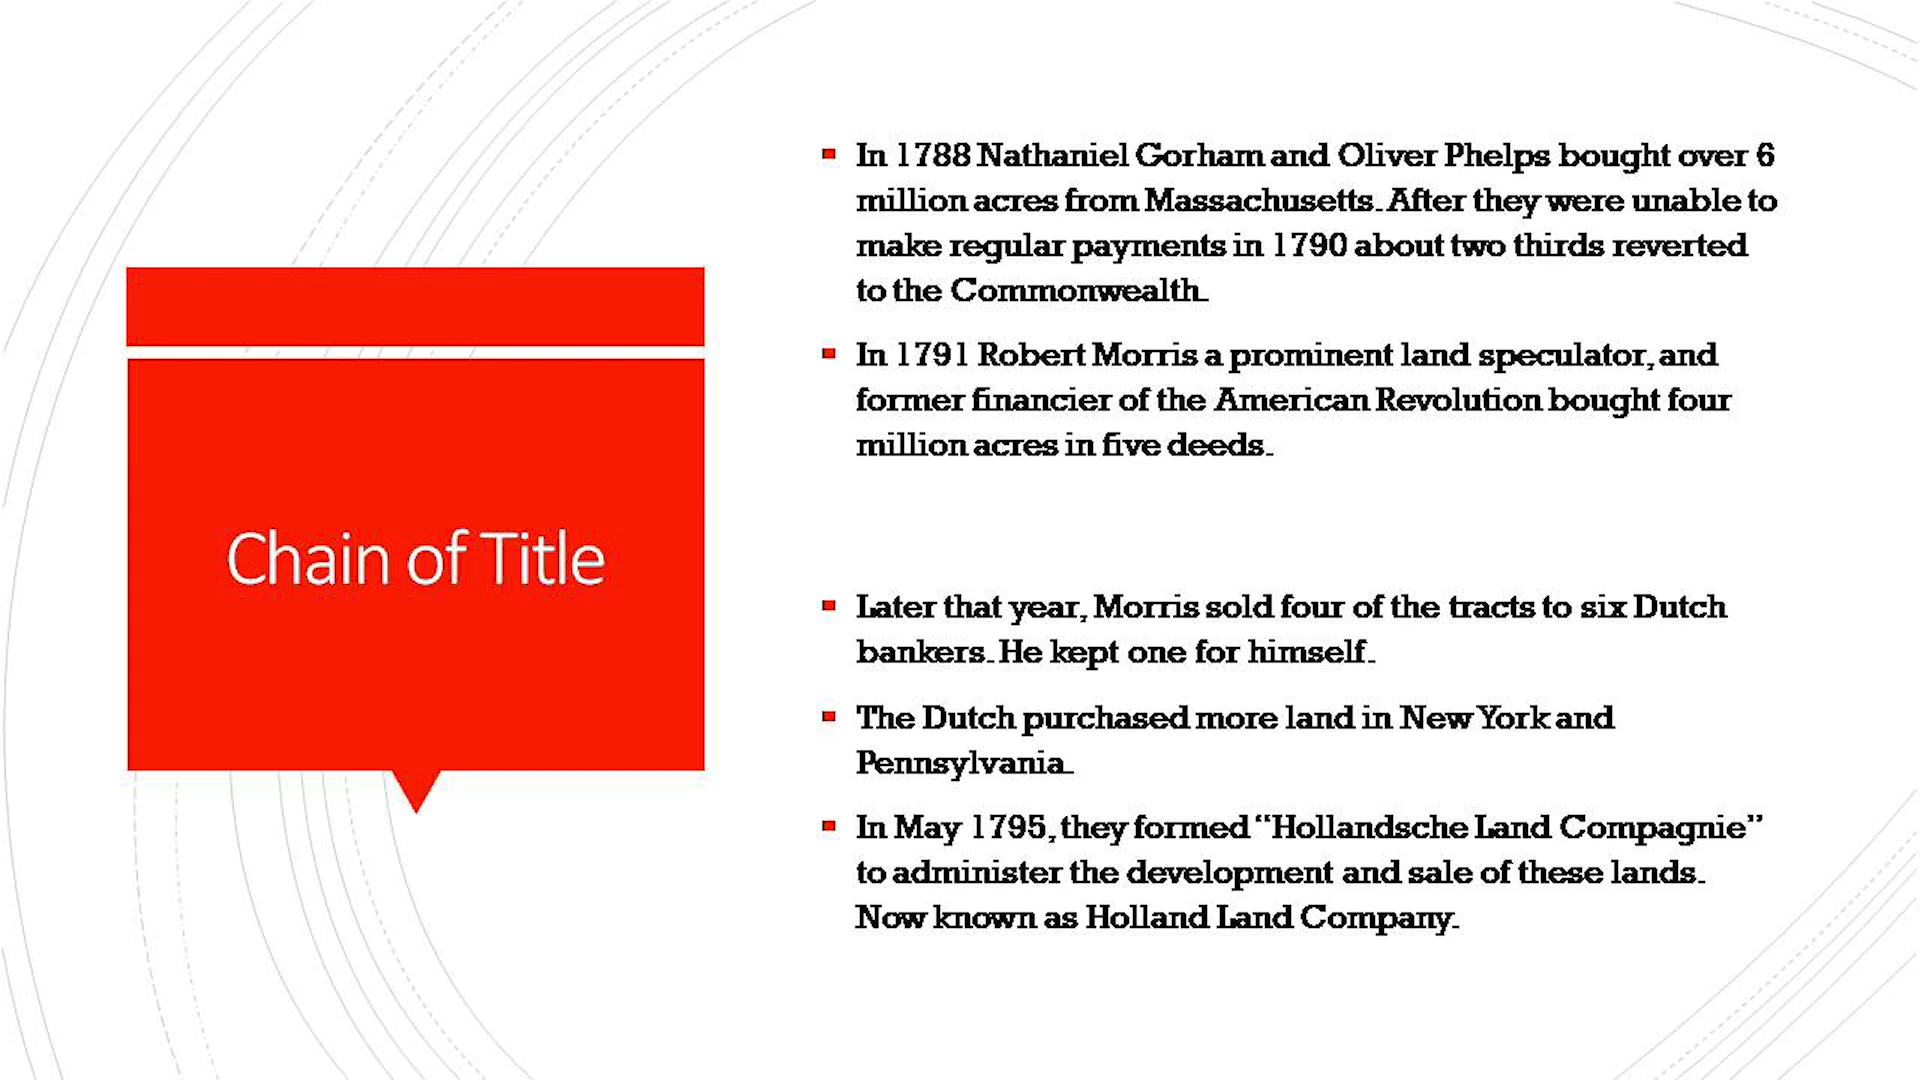 Chain of Title
In 1788 Nathaniel Gorham and Oliver Phelps bought over 6
million acres from Massachusetts. After they were unable to
make regular payments in 1790 about two thirds reverted
to the Commonwealth.
In 1791 Robert Morris a prominent land speculator, and
former financier of the American Revolution bought four
million acres in five deeds.
Later that year, Morris sold four of the tracts to six Dutch
bankers. He kept one for himself.
The Dutch purchased more land in New York and
Pennsylvania.
In May 1795, they formed “Hollandsche Land Compagnie”
to administer the development and sale of these lands.
Now known as Holland Land Company.